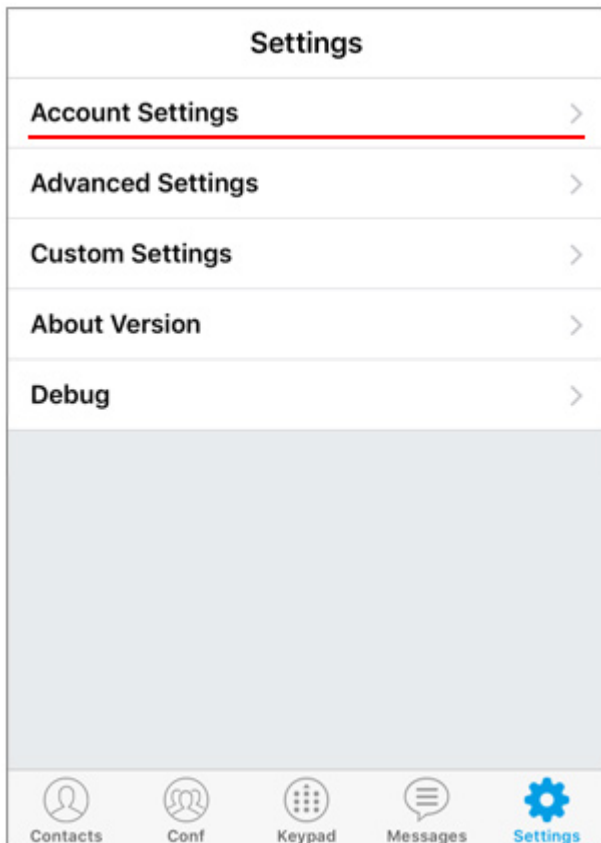 Settings
Account Settings
Advanced Settings
Custom Settings
About Version
Debug
Contacts Conf Keypad Messages Settings